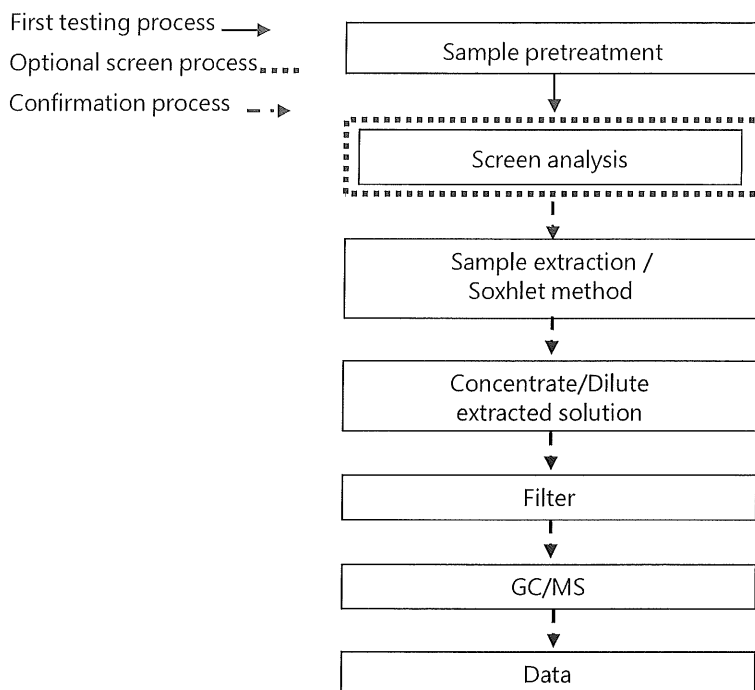 First testing process
Optional screen process
Confirmation process
Sample pretreatment
Screen analysis
Sample extraction /
Soxhlet method
Concentrate/Dilute
extracted solution
Filter
GC/MS
Data